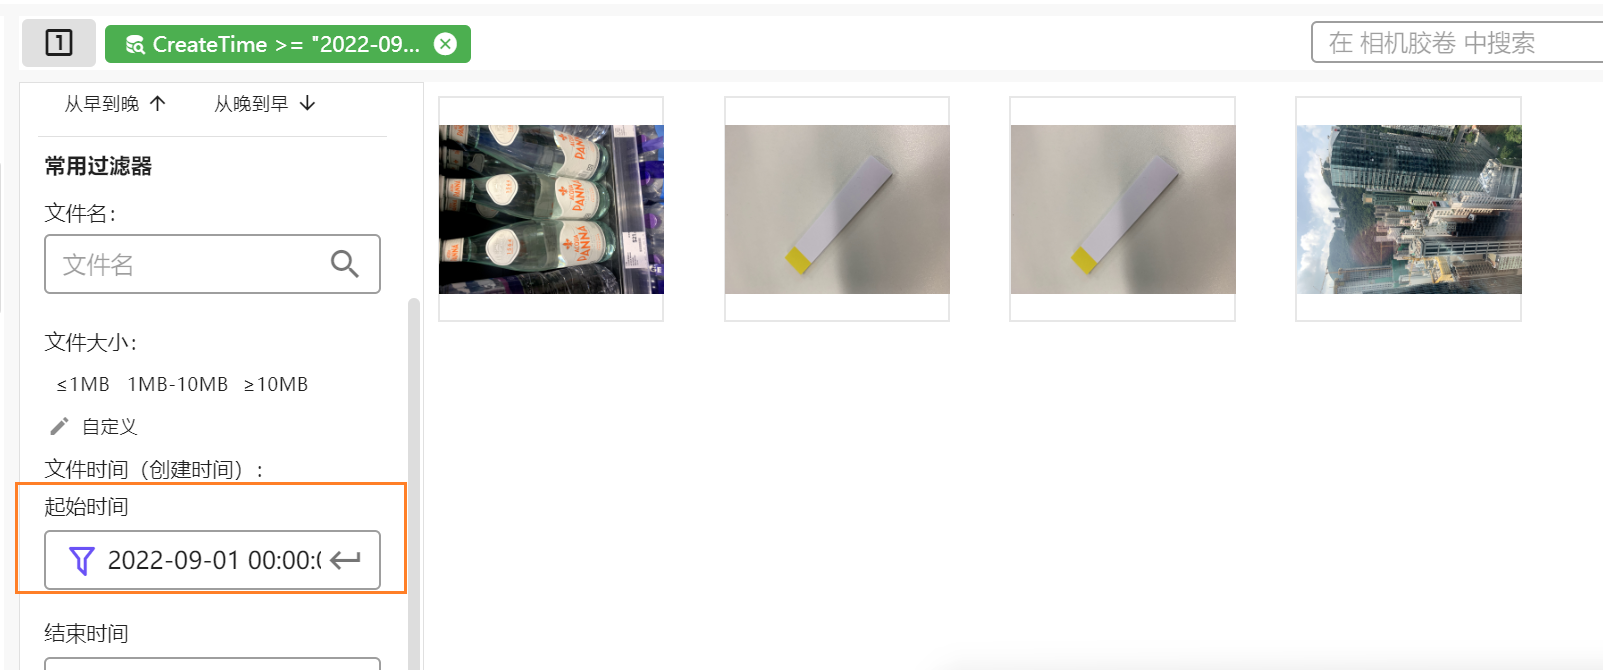 1
CreateTime >= "2022-09...
在 相机胶卷 中搜索
从早到晚 从晚到早
常用过滤器
文件名：
文件名
文件大小：
≤1MB 1MB-10MB ≥10MB
自定义
文件时间（创建时间）：
起始时间
2022-09-01 00:00:0
结束时间
PANNA
ACQUA
PANNA
ACQUA
PANNA